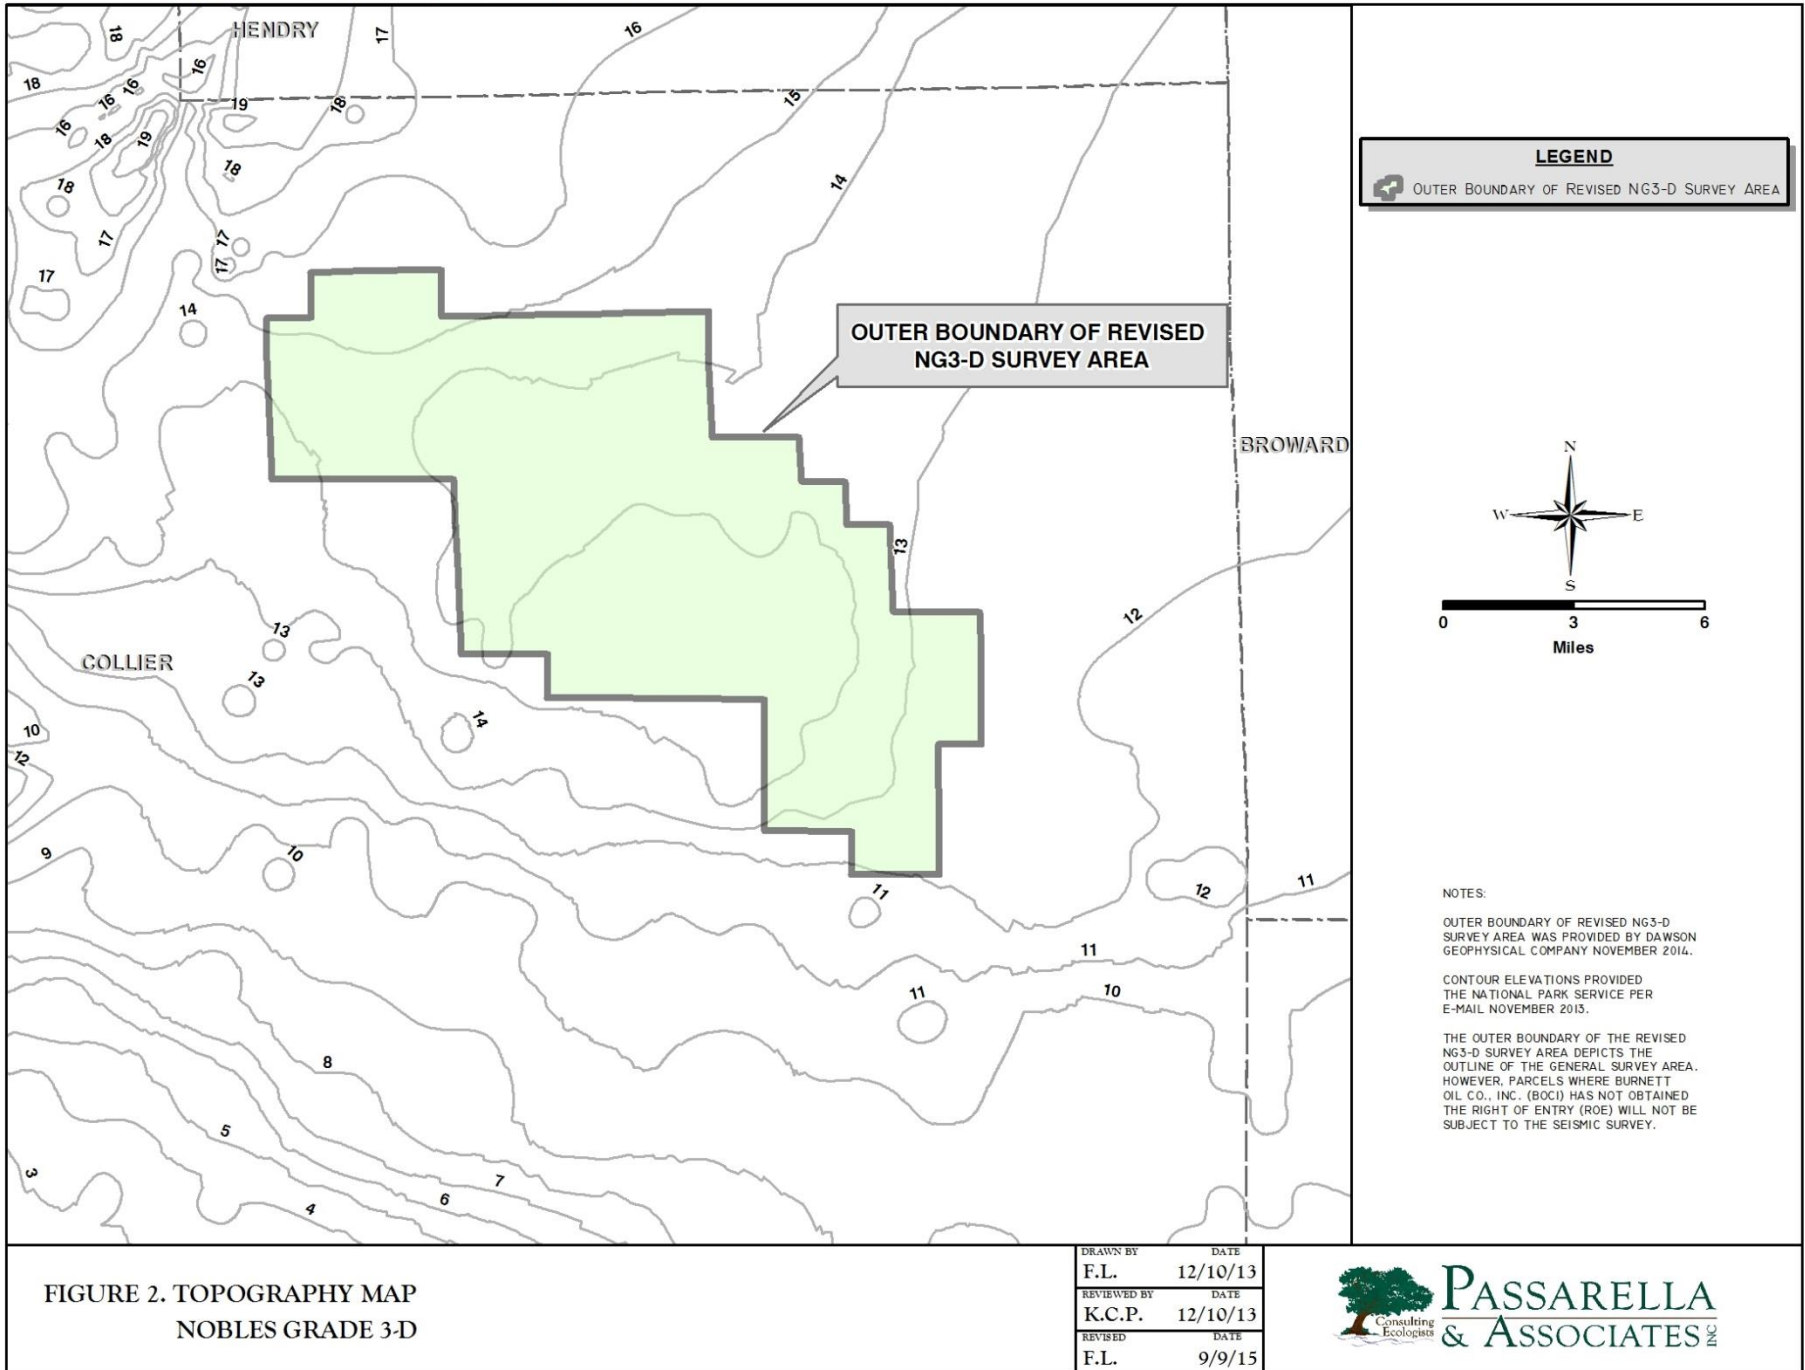 HENDRY
18
17
16
16
18
16
16
16
18
19
19
18
15
18
18
14
17
17
17
17
14
LEGEND
OUTER BOUNDARY OF REVISED NG3-D SURVEY AREA
OUTER BOUNDARY OF REVISED
NG3-D SURVEY AREA
BROWARD
N
W
E
S
0
3
6
Miles
13
12
13
COLLIER
13
14
10
12
9
10
11
12
11
11
11
10
8
5
3
7
6
4
NOTES:
OUTER BOUNDARY OF REVISED NG3-D
SURVEY AREA WAS PROVIDED BY DAWSON
GEOPHYSICAL COMPANY NOVEMBER 2014.
CONTOUR ELEVATIONS PROVIDED
THE NATIONAL PARK SERVICE PER
E-MAIL NOVEMBER 2013.
THE OUTER BOUNDARY OF THE REVISED
NG3-D SURVEY AREA DEPICTS THE
OUTLINE OF THE GENERAL SURVEY AREA.
HOWEVER, PARCELS WHERE BURNETT
OIL CO., INC. (BOCI) HAS NOT OBTAINED
THE RIGHT OF ENTRY (ROE) WILL NOT BE
SUBJECT TO THE SEISMIC SURVEY.
FIGURE 2. TOPOGRAPHY MAP
NOBLES GRADE 3-D
DRAWN BY DATE
F.L. 12/10/13
REVIEWED BY DATE
K.C.P. 12/10/13
REVISED DATE
F.L. 9/9/15
Consulting
Ecologists
PASSARELLA
& ASSOCIATES INC